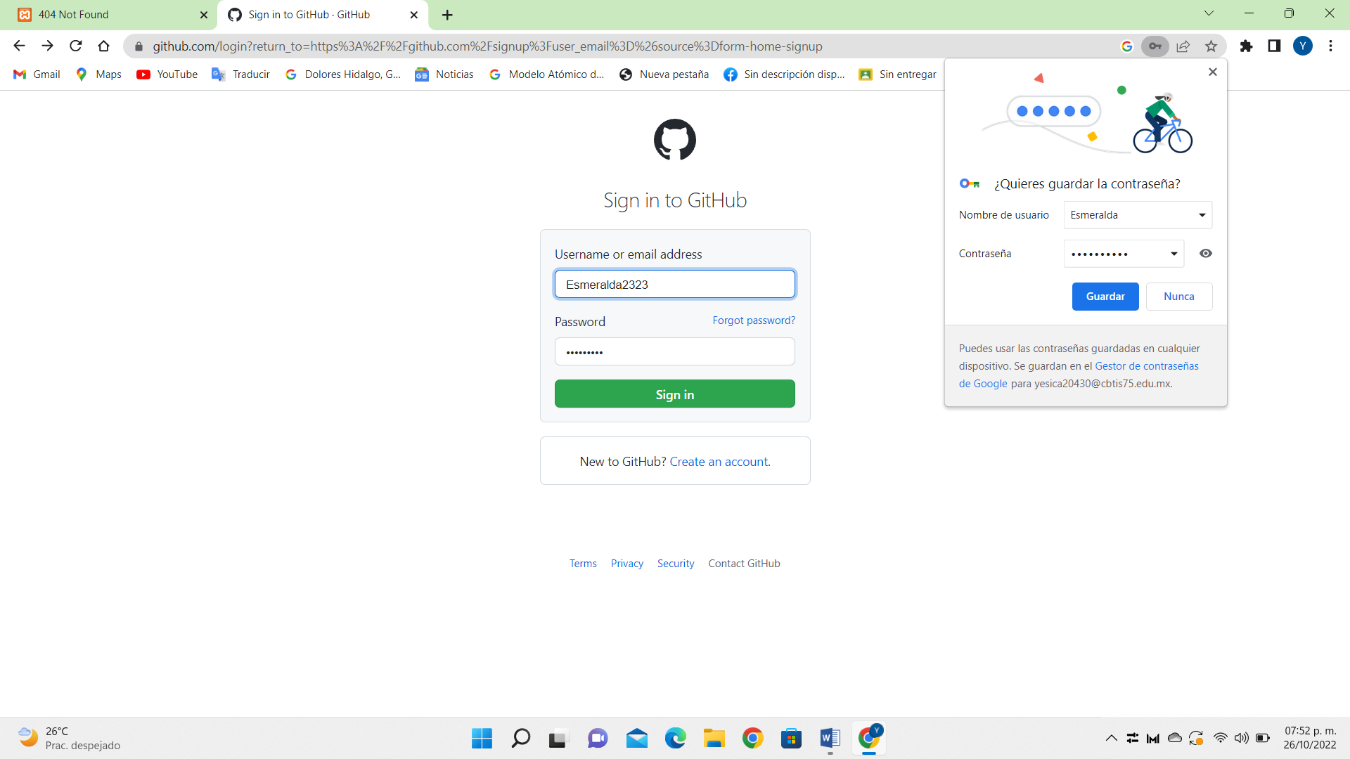 404 Not Found
Sign in to GitHub · GitHub
github.com/login?return_to=https%3A%2F%2Fgithub.com%2Fsignup%3Fuser_email%3D%26source%3Dform-home-signup
Y
Gmail Maps YouTube Traducir Dolores Hidalgo, G... Noticias Modelo Atómico d... Nueva pestaña Sin descripción disp... Sin entregar
Sign in to GitHub
Username or email address
Esmeralda2323
Password Forgot password?
•••••••••
Sign in
New to GitHub? Create an account.
Terms Privacy Security Contact GitHub
¿Quieres guardar la contraseña?
Nombre de usuario Esmeralda
Contraseña ••••••••••
Guardar Nunca
Puedes usar las contraseñas guardadas en cualquier
dispositivo. Se guardan en el Gestor de contraseñas
de Google para yesica20430@cbtis75.edu.mx.
26°C
Prac. despejado
Y
07:52 p. m.
26/10/2022